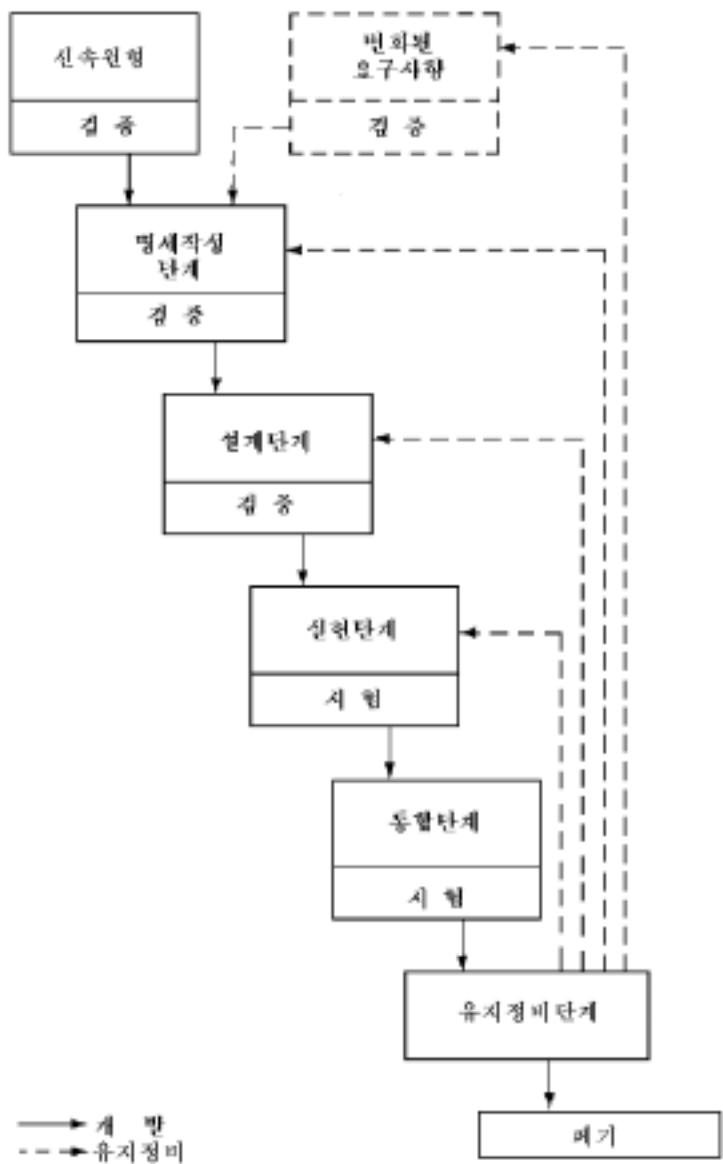 신속원형
검 증
변화된
요구사항
검 증
명세작성
단계
검 증
설계단계
검 증
실현단계
시 험
통합단계
시 험
유지정비단계
폐기
개 발
유지정비